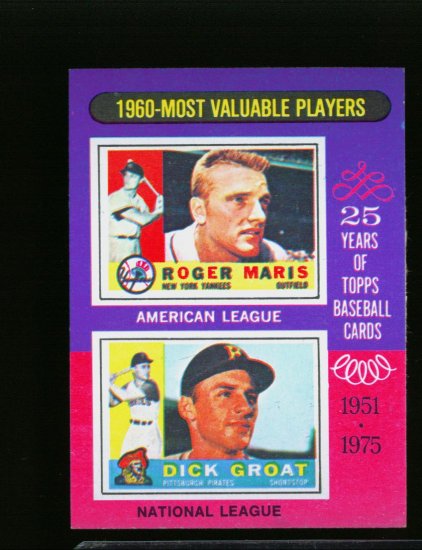 1960-MOST VALUABLE PLAYERS
ROGER MARIS
NEW YORK YANKEES OUTFIELD
AMERICAN LEAGUE
25
YEARS
OF
TOPPS
BASEBALL
CARDS
1951
•
1975
DICK GROAT
PITTSBURGH PIRATES SHORTSTOP
NATIONAL LEAGUE